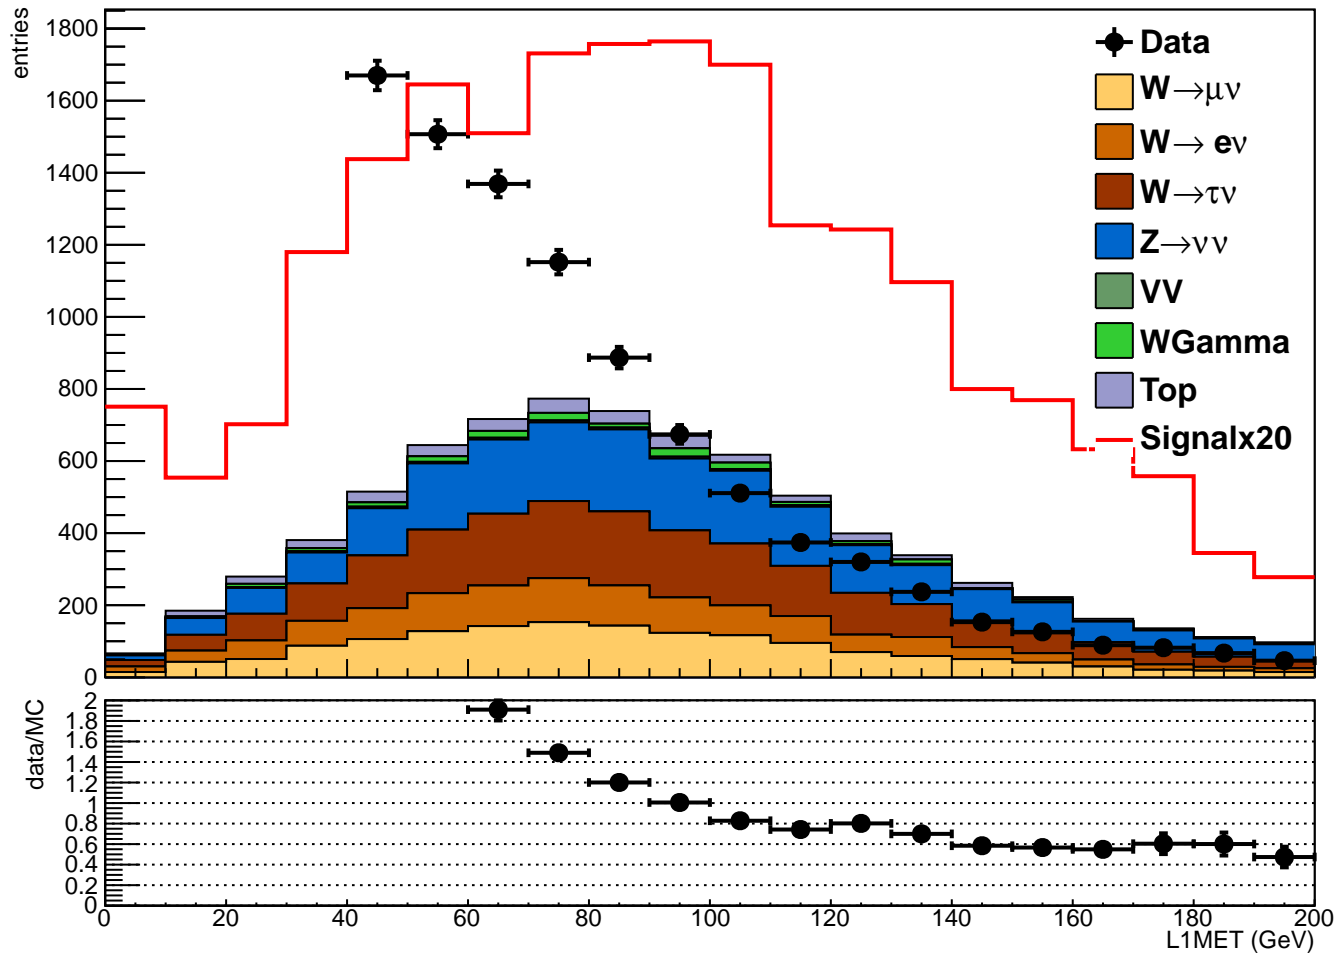 entries
1800
1600
1400
1200
1000
800
600
400
200
0
Data
W→μν
W→ eν
W→τν
Z→νν
VV
WGamma
Top
Signalx20
data/MC
2
1.8
1.6
1.4
1.2
1
0.8
0.6
0.4
0.2
0
0 20 40 60 80 100 120 140 160 180 200
L1MET (GeV)